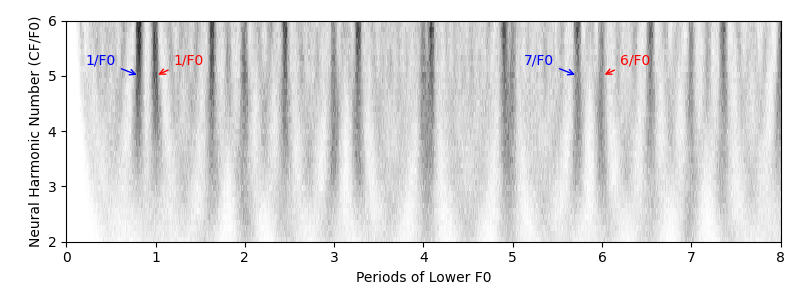 Neural Harmonic Number (CF/F0)
6
5
4
3
2
1/F0
1/F0
7/F0
6/F0
0 1 2 3 4 5 6 7 8
Periods of Lower F0